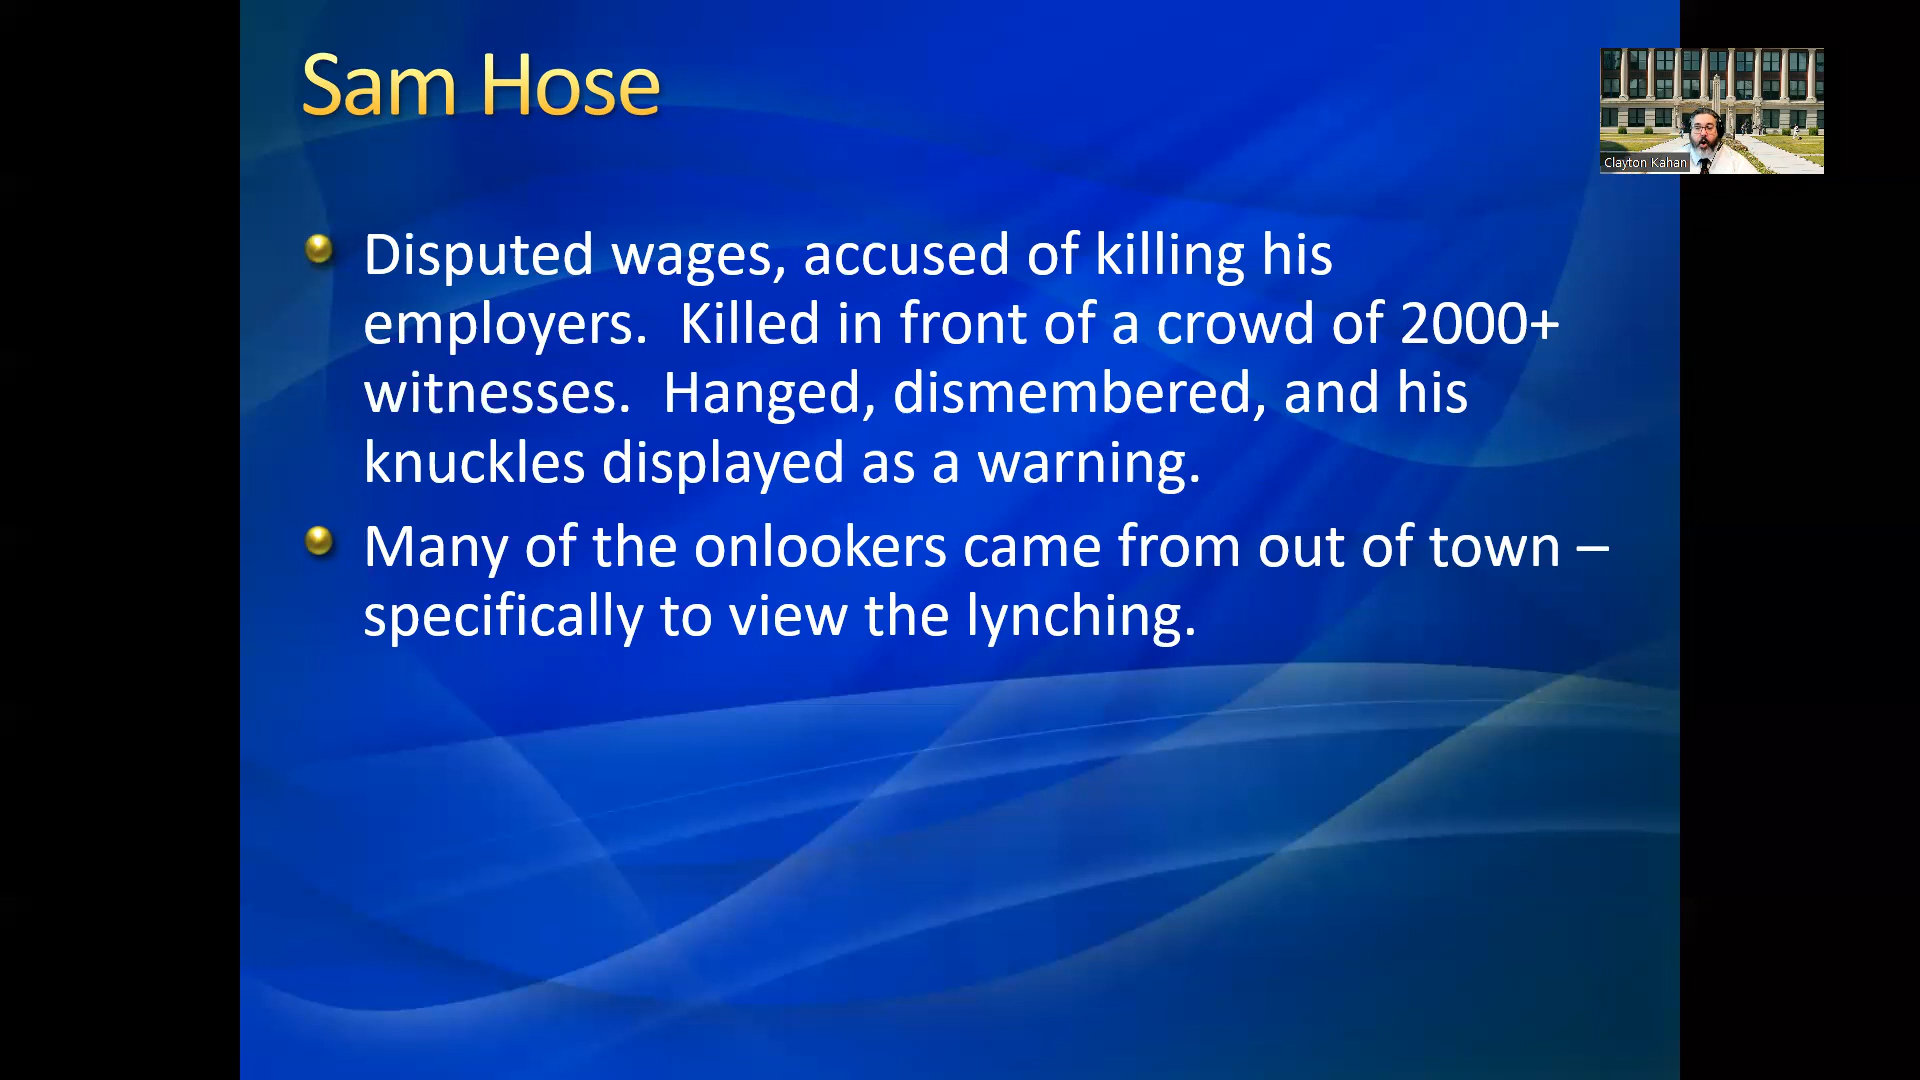 Sam Hose
Clayton Kahan
Disputed wages, accused of killing his
employers.  Killed in front of a crowd of 2000+
witnesses.  Hanged, dismembered, and his
knuckles displayed as a warning.
Many of the onlookers came from out of town –
specifically to view the lynching.